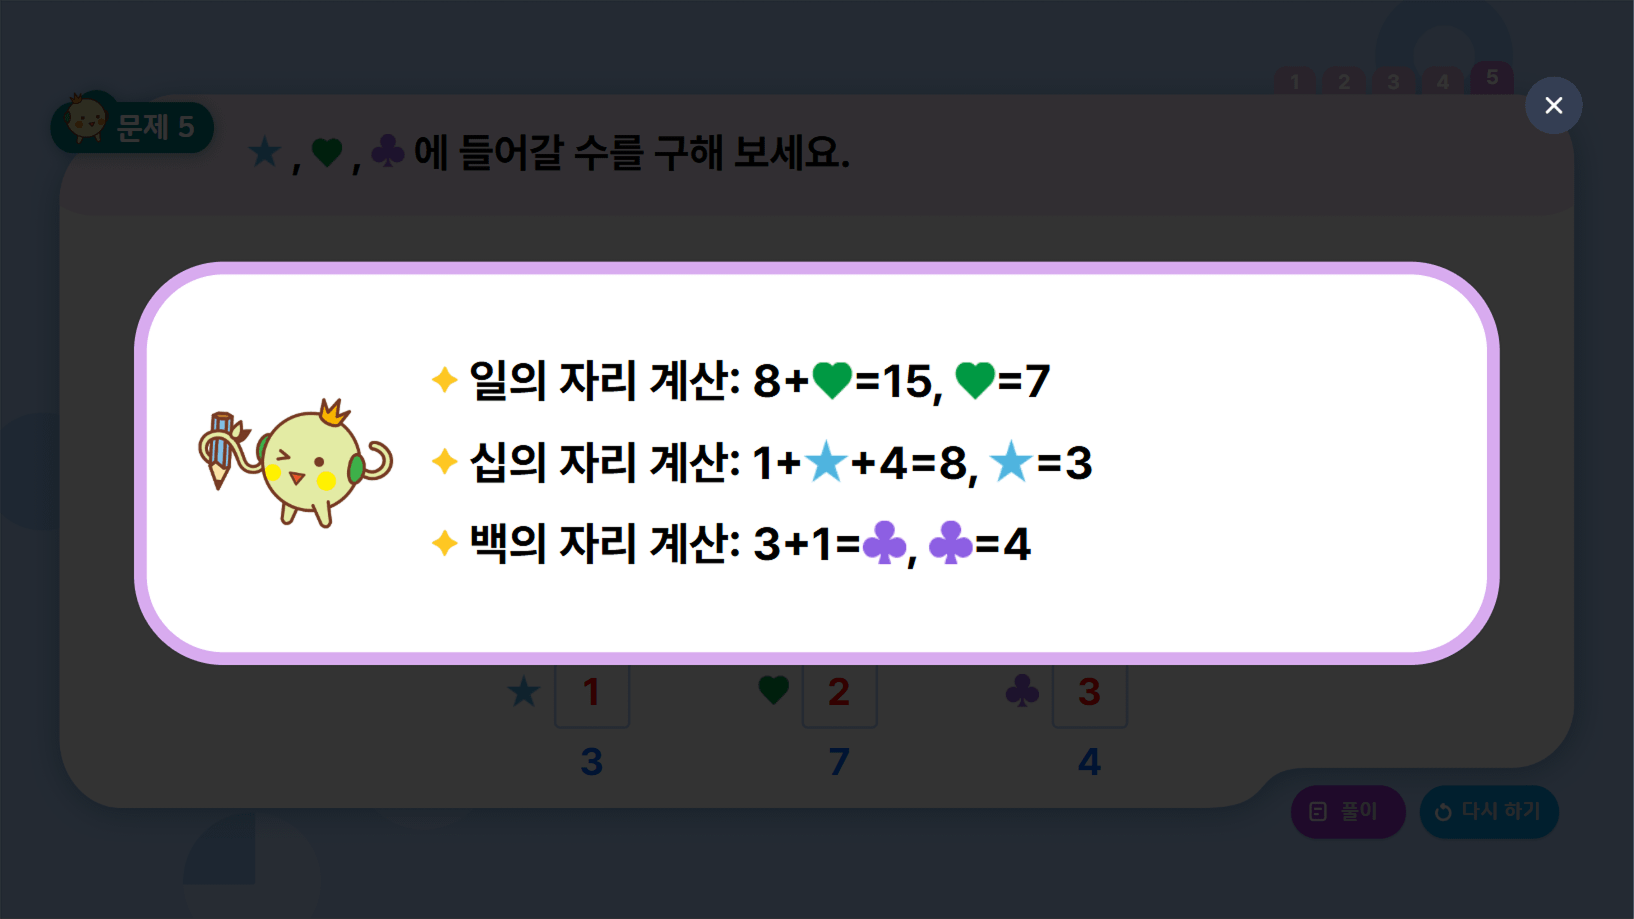 1 2 3 4 5
문제 5
★, ♥, ♣에 들어갈 수를 구해 보세요.
일의 자리 계산: 8+♥=15, ♥=7
십의 자리 계산: 1+★+4=8, ★=3
백의 자리 계산: 3+1=♣, ♣=4
★ 1 ♥ 2 ♣ 3
3 7 4
풀이 다시 하기